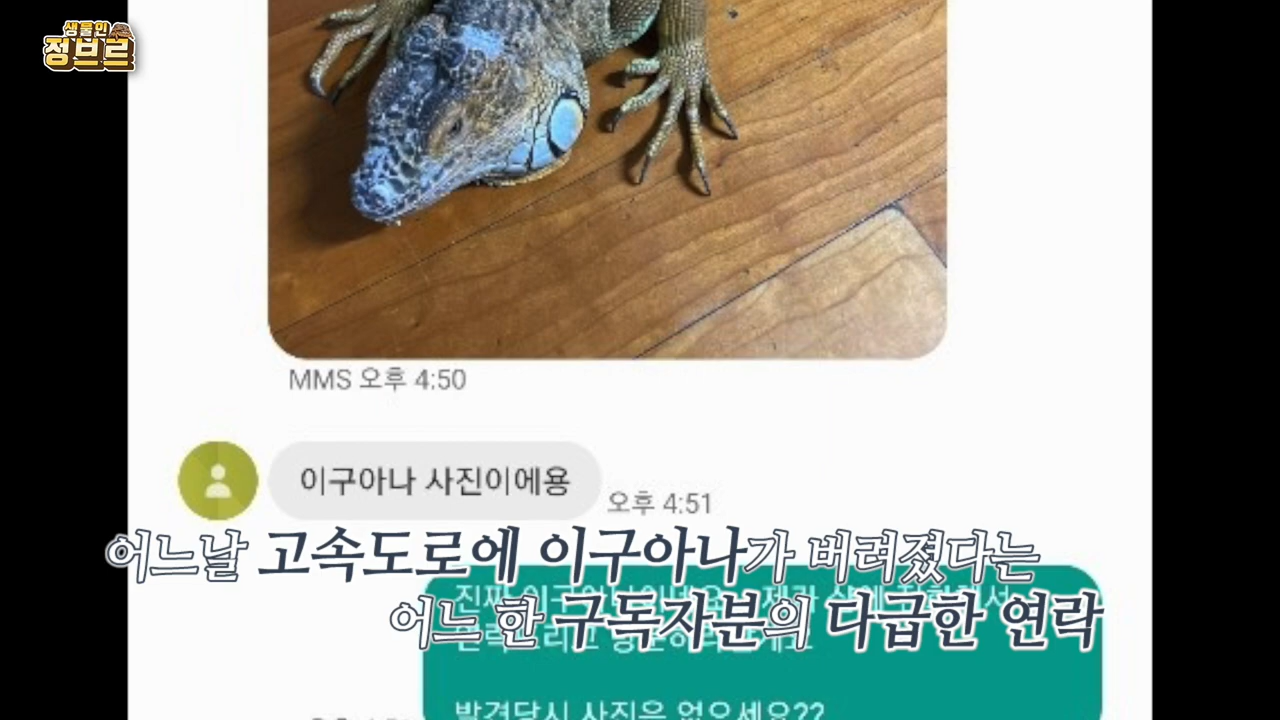 생물인
정브르
MMS 오후 4:50
이구아나 사진이에용
오후 4:51
어느날 고속도로에 이구아나가 버려졌다는
어느 한 구독자분의 다급한 연락
발견당시 사진은 없으세요??